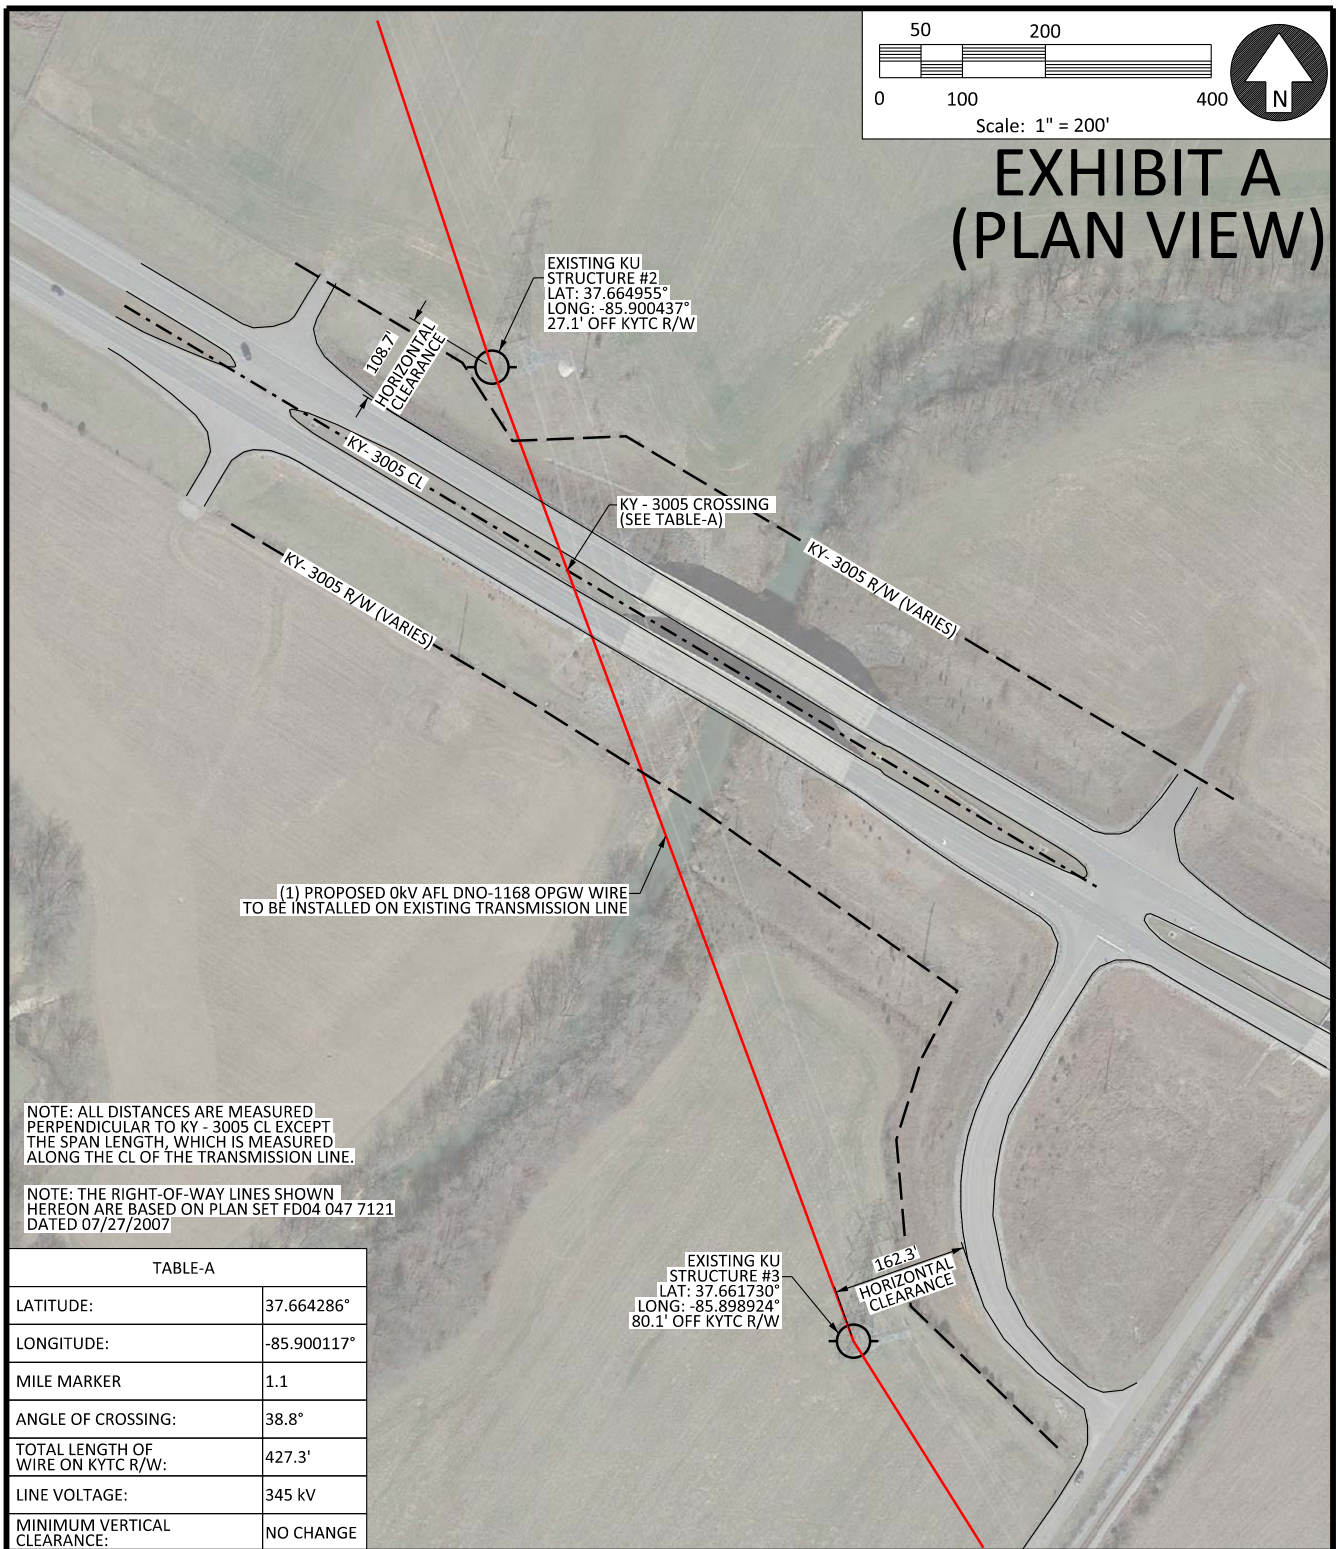 50 200
0 100 400
Scale: 1" = 200'
N
EXHIBIT A
(PLAN VIEW)
EXISTING KU
STRUCTURE #2
LAT: 37.664955°
LONG: -85.900437°
27.1' OFF KYTC R/W
108.7'
HORIZONTAL
CLEARANCE
KY- 3005 CL
KY - 3005 CROSSING
(SEE TABLE-A)
KY- 3005 R/W (VARIES)
KY- 3005 R/W (VARIES)
(1) PROPOSED 0kV AFL DNO-1168 OPGW WIRE
TO BE INSTALLED ON EXISTING TRANSMISSION LINE
NOTE: ALL DISTANCES ARE MEASURED
PERPENDICULAR TO KY - 3005 CL EXCEPT
THE SPAN LENGTH, WHICH IS MEASURED
ALONG THE CL OF THE TRANSMISSION LINE.
NOTE: THE RIGHT-OF-WAY LINES SHOWN
HEREON ARE BASED ON PLAN SET FD04 047 7121
DATED 07/27/2007
EXISTING KU
STRUCTURE #3
LAT: 37.661730°
LONG: -85.898924°
80.1' OFF KYTC R/W
162.3'
HORIZONTAL
CLEARANCE
TABLE-A
LATITUDE: 37.664286°
LONGITUDE: -85.900117°
MILE MARKER 1.1
ANGLE OF CROSSING: 38.8°
TOTAL LENGTH OF
WIRE ON KYTC R/W: 427.3'
LINE VOLTAGE: 345 kV
MINIMUM VERTICAL
CLEARANCE: NO CHANGE